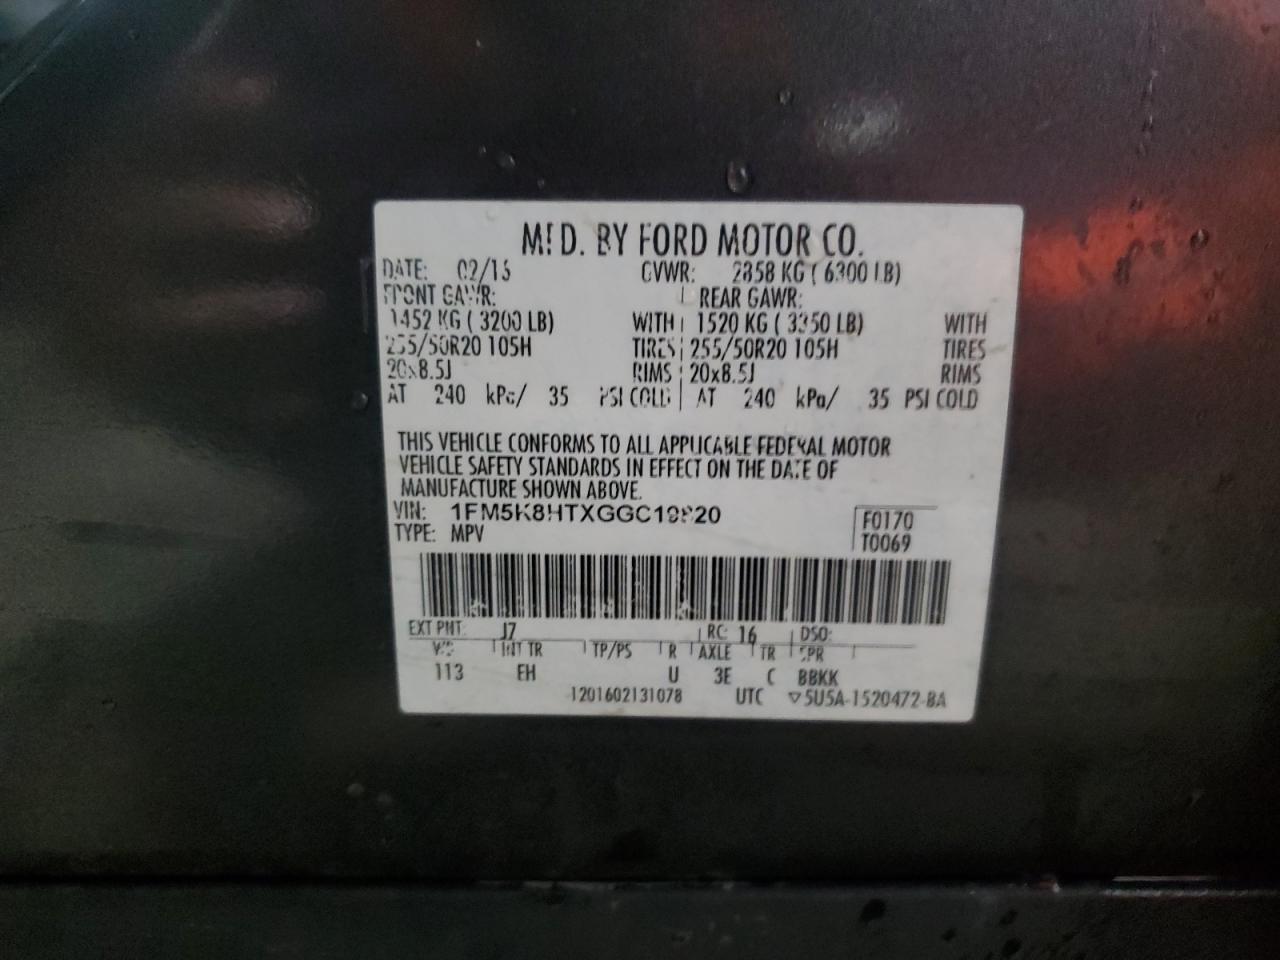 MFD. BY FORD MOTOR CO.
DATE: 02/16 GVWR: 2858 KG ( 6300 LB)
FRONT GAWR: REAR GAWR:
1452 KG ( 3200 LB) WITH 1520 KG ( 3350 LB) WITH
255/50R20 105H TIRES 255/50R20 105H TIRES
20x8.5J RIMS 20x8.5J RIMS
AT 240 kPa/ 35 PSI COLD AT 240 kPa/ 35 PSI COLD
THIS VEHICLE CONFORMS TO ALL APPLICABLE FEDERAL MOTOR
VEHICLE SAFETY STANDARDS IN EFFECT ON THE DATE OF
MANUFACTURE SHOWN ABOVE.
VIN: F0170
TYPE: MPV T0069
EXT PNT: J7 RC: 16 DSO:
WB INT TR TP/PS R AXLE TR SPR
113 EH U 3E C BBKK
1201602131078 UTC ▽5U5A-1520472-BA